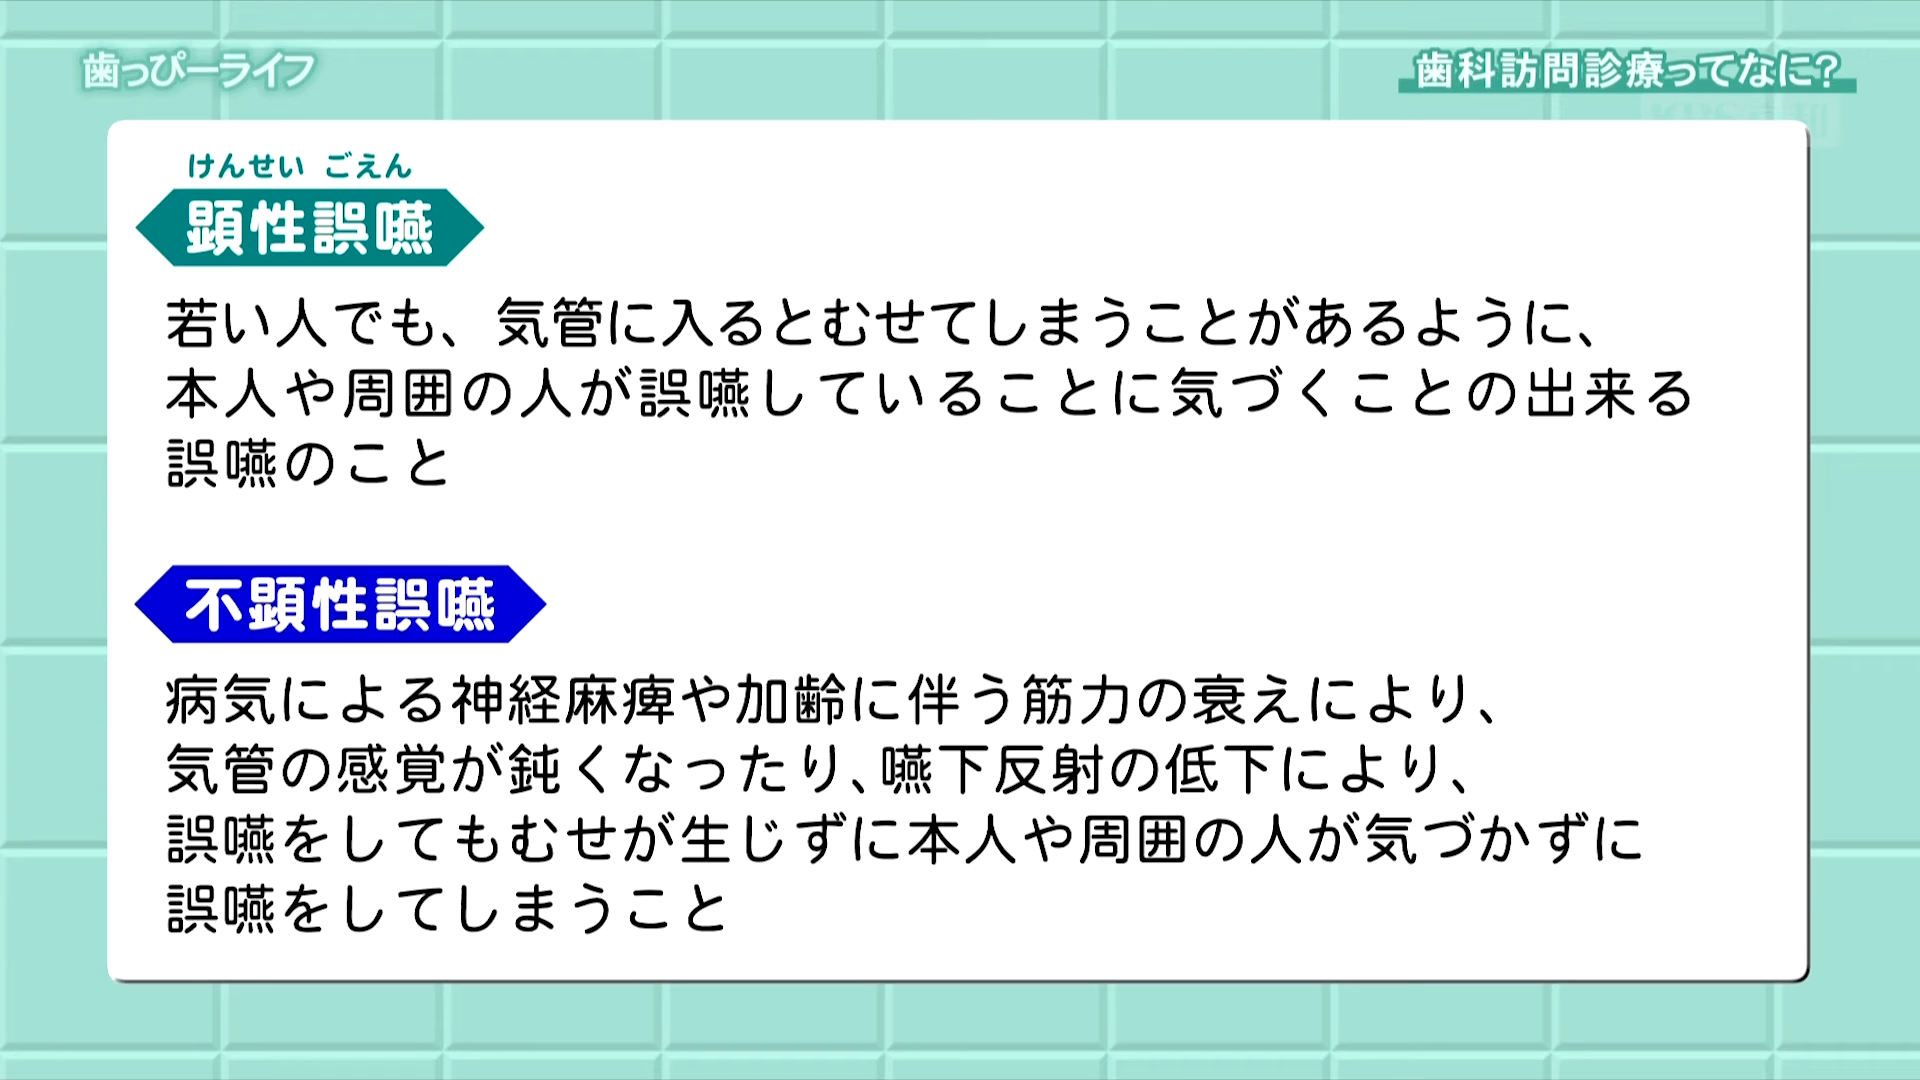 歯っぴーライフ
歯科訪問診療ってなに?
けんせい ごえん
顕性誤嚥
若い人でも、気管に入るとむせてしまうことがあるように、
本人や周囲の人が誤嚥していることに気づくことの出来る
誤嚥のこと
不顕性誤嚥
病気による神経麻痺や加齢に伴う筋力の衰えにより、
気管の感覚が鈍くなったり、嚥下反射の低下により、
誤嚥をしてもむせが生じずに本人や周囲の人が気づかずに
誤嚥をしてしまうこと